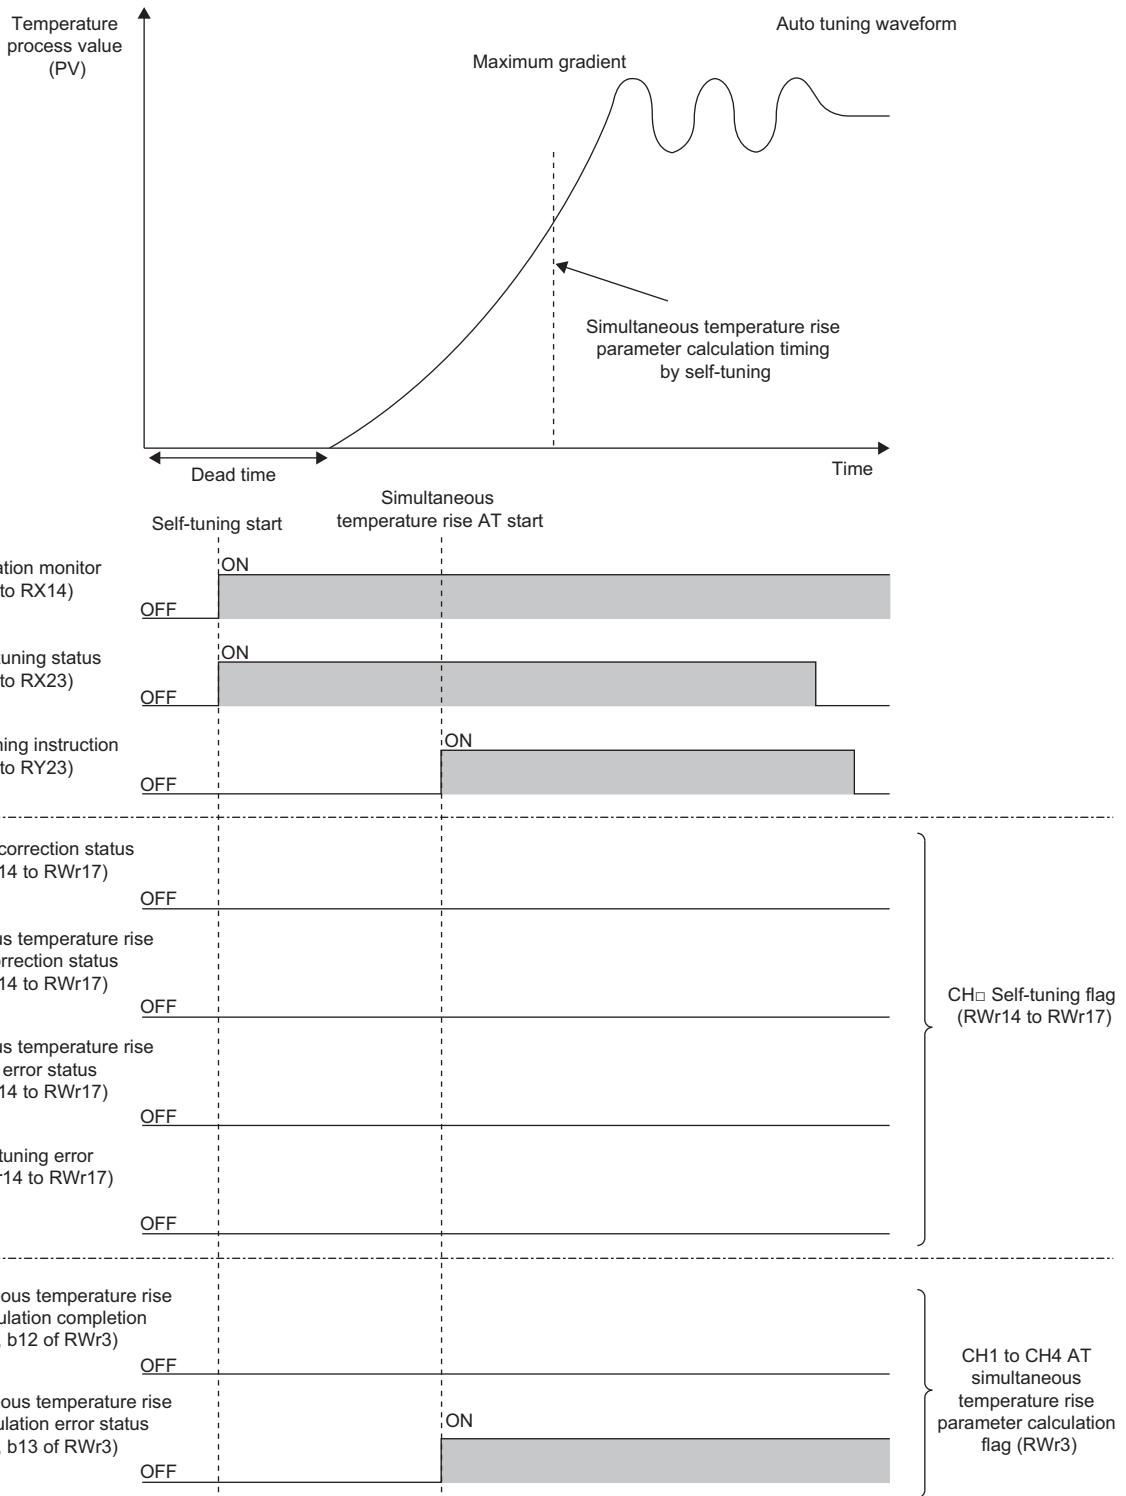 Temperature
process value
(PV)
Auto tuning waveform
Maximum gradient
Simultaneous temperature rise
parameter calculation timing
by self-tuning
Dead time
Time
Self-tuning start
Simultaneous
temperature rise AT start
ation monitor
to RX14)
ON
OFF
tuning status
to RX23)
ON
OFF
ning instruction
to RY23)
ON
OFF
correction status
14 to RWr17)
OFF
us temperature rise
orrection status
14 to RWr17)
OFF
us temperature rise
error status
14 to RWr17)
OFF
tuning error
r14 to RWr17)
OFF
CH□ Self-tuning flag
(RWr14 to RWr17)
ous temperature rise
ulation completion
, b12 of RWr3)
OFF
ous temperature rise
ulation error status
, b13 of RWr3)
ON
OFF
CH1 to CH4 AT
simultaneous
temperature rise
parameter calculation
flag (RWr3)